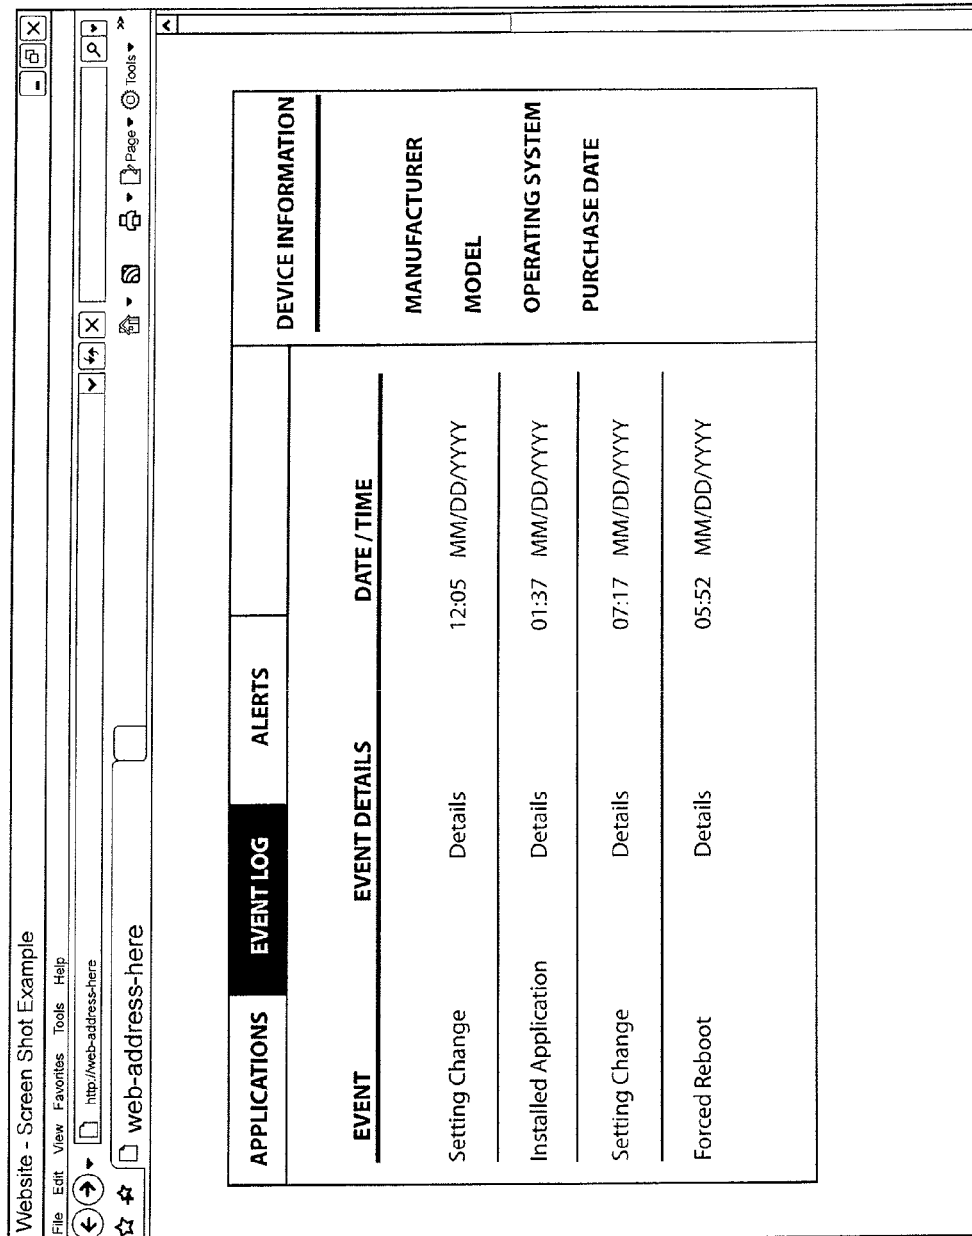 Website - Screen Shot Example
File Edit View Favorites Tools Help
http://web-address-here
web-address-here
Page Tools
APPLICATIONS EVENT LOG ALERTS
DEVICE INFORMATION
EVENT EVENT DETAILS DATE / TIME
Setting Change Details 12:05 MM/DD/YYYY
Installed Application Details 01:37 MM/DD/YYYY
Setting Change Details 07:17 MM/DD/YYYY
Forced Reboot Details 05:52 MM/DD/YYYY
MANUFACTURER
MODEL
OPERATING SYSTEM
PURCHASE DATE